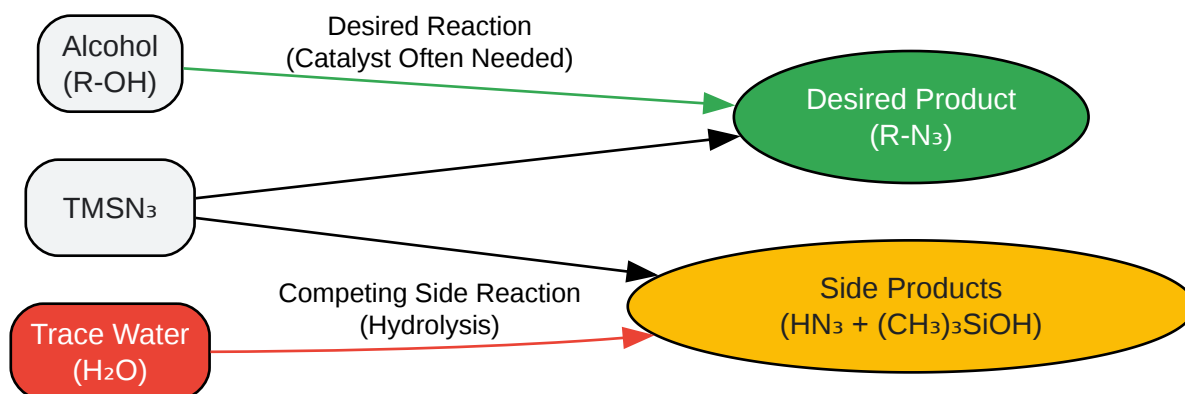 Alcohol
(R-OH)
Desired Reaction
(Catalyst Often Needed)
Desired Product
(R-N₃)
TMSN₃
Trace Water
(H₂O)
Competing Side Reaction
(Hydrolysis)
Side Products
(HN₃ + (CH₃)₃SiOH)